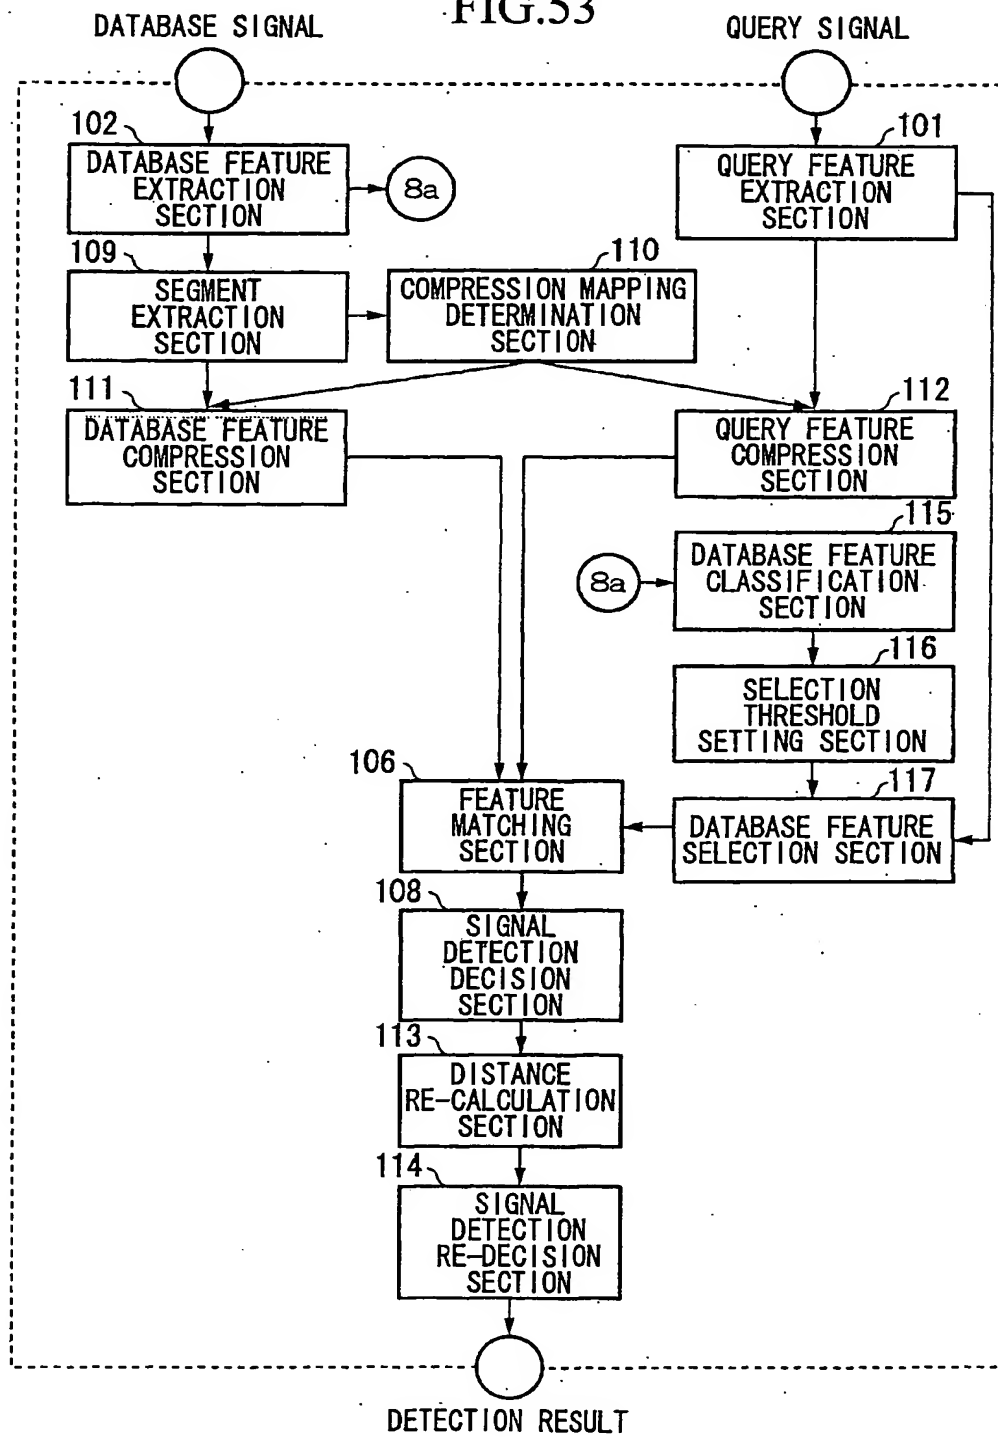 FIG.53
DATABASE SIGNAL
QUERY SIGNAL
102
DATABASE FEATURE
EXTRACTION
SECTION
8a
101
QUERY FEATURE
EXTRACTION
SECTION
109
SEGMENT
EXTRACTION
SECTION
110
COMPRESSION MAPPING
DETERMINATION
SECTION
111
DATABASE FEATURE
COMPRESSION
SECTION
112
QUERY FEATURE
COMPRESSION
SECTION
115
8a
DATABASE FEATURE
CLASSIFICATION
SECTION
116
SELECTION
THRESHOLD
SETTING SECTION
106
FEATURE
MATCHING
SECTION
117
DATABASE FEATURE
SELECTION SECTION
108
SIGNAL
DETECTION
DECISION
SECTION
113
DISTANCE
RE-CALCULATION
SECTION
114
SIGNAL
DETECTION
RE-DECISION
SECTION
DETECTION RESULT